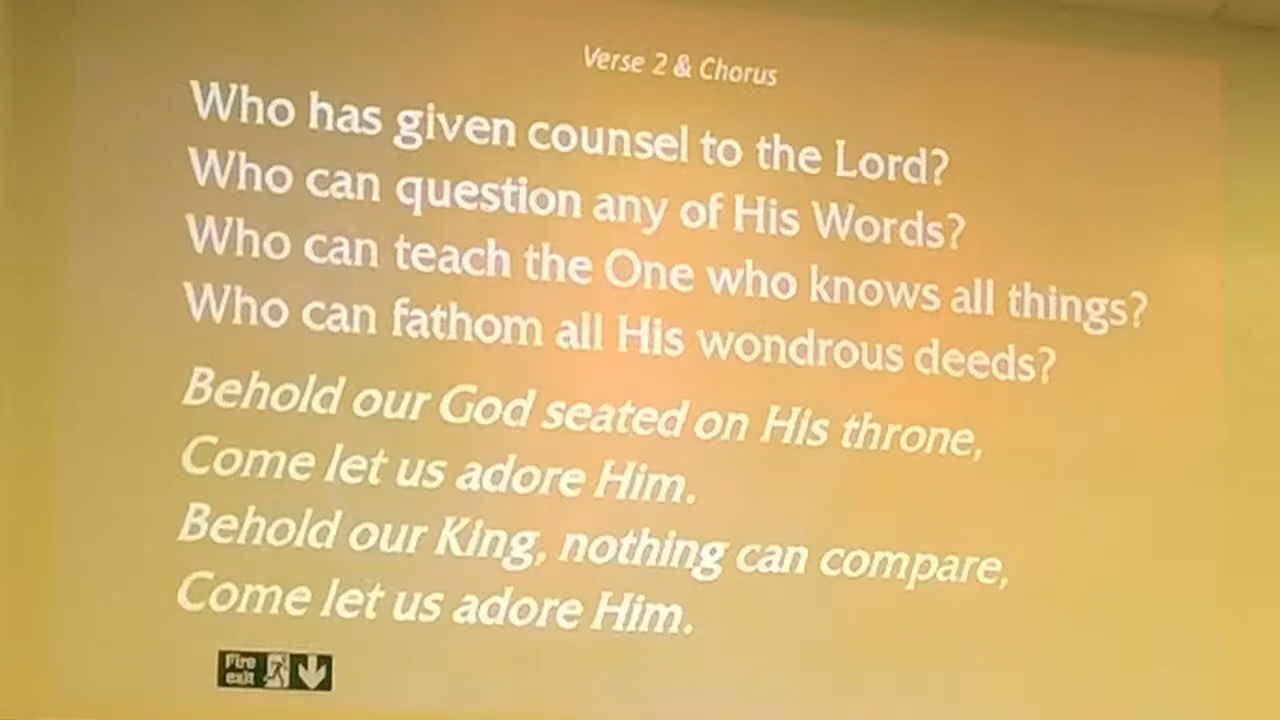 Verse 2 & Chorus
Who has given counsel to the Lord?
Who can question any of His Words?
Who can teach the One who knows all things?
Who can fathom all His wondrous deeds?
Behold our God seated on His throne,
Come let us adore Him.
Behold our King, nothing can compare,
Come let us adore Him.
Fire
exit